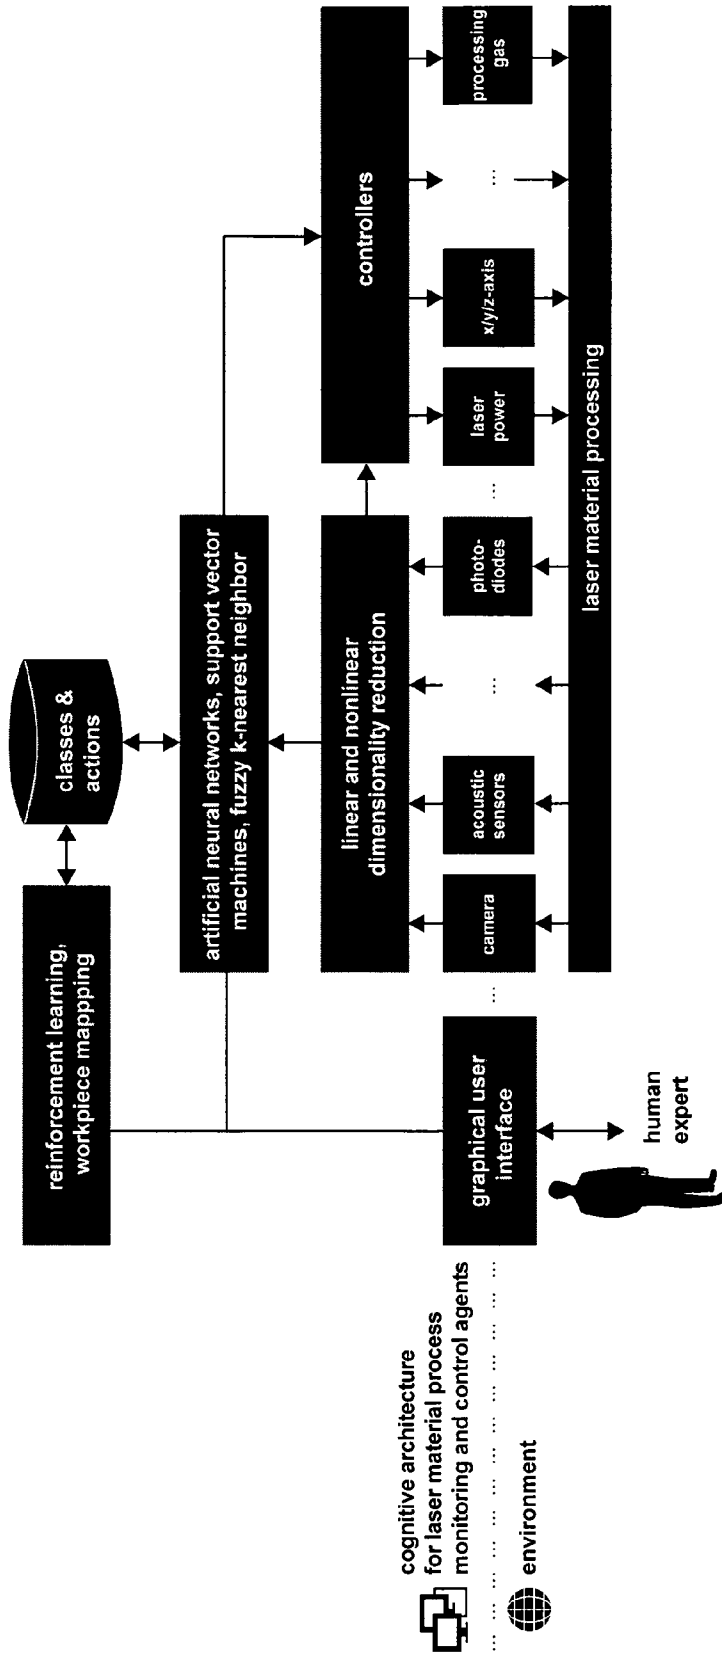 reinforcement learning,
workpiece mappping
classes &
actions
artificial neural networks, support vector
machines, fuzzy k-nearest neighbor
linear and nonlinear
dimensionality reduction
controllers
cognitive architecture
for laser material process
monitoring and control agents
environment
graphical user
interface
human
expert
...
camera
acoustic
sensors
...
photo-
diodes
...
laser
power
x/y/z-axis
...
processing
gas
laser material processing